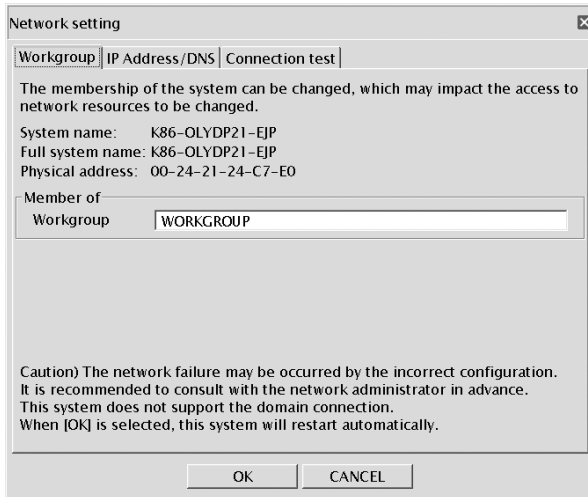 Network setting
Workgroup IP Address/DNS Connection test
The membership of the system can be changed, which may impact the access to
network resources to be changed.
System name: K86-OLYDP21-EJP
Full system name: K86-OLYDP21-EJP
Physical address: 00-24-21-24-C7-E0
Member of
Workgroup WORKGROUP
Caution) The network failure may be occurred by the incorrect configuration.
It is recommended to consult with the network administrator in advance.
This system does not support the domain connection.
When [OK] is selected, this system will restart automatically.
OK CANCEL